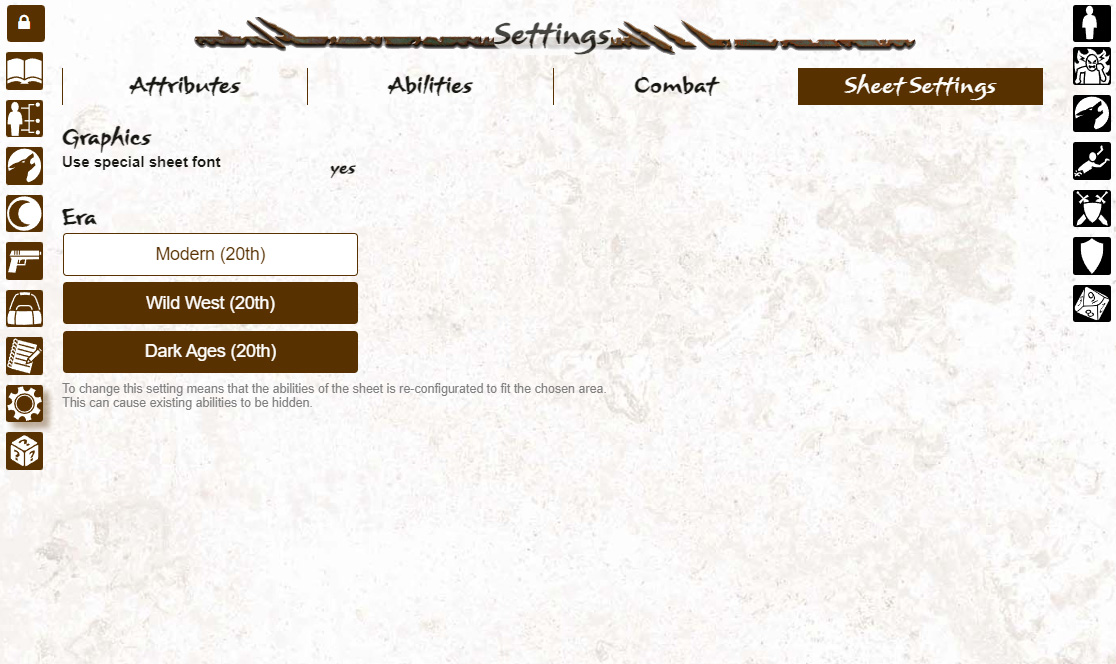 Settings
Attributes
Abilities
Combat
Sheet Settings
Graphics
Use special sheet font
yes
Era
Modern (20th)
Wild West (20th)
Dark Ages (20th)
To change this setting means that the abilities of the sheet is re-configurated to fit the chosen area.
This can cause existing abilities to be hidden.